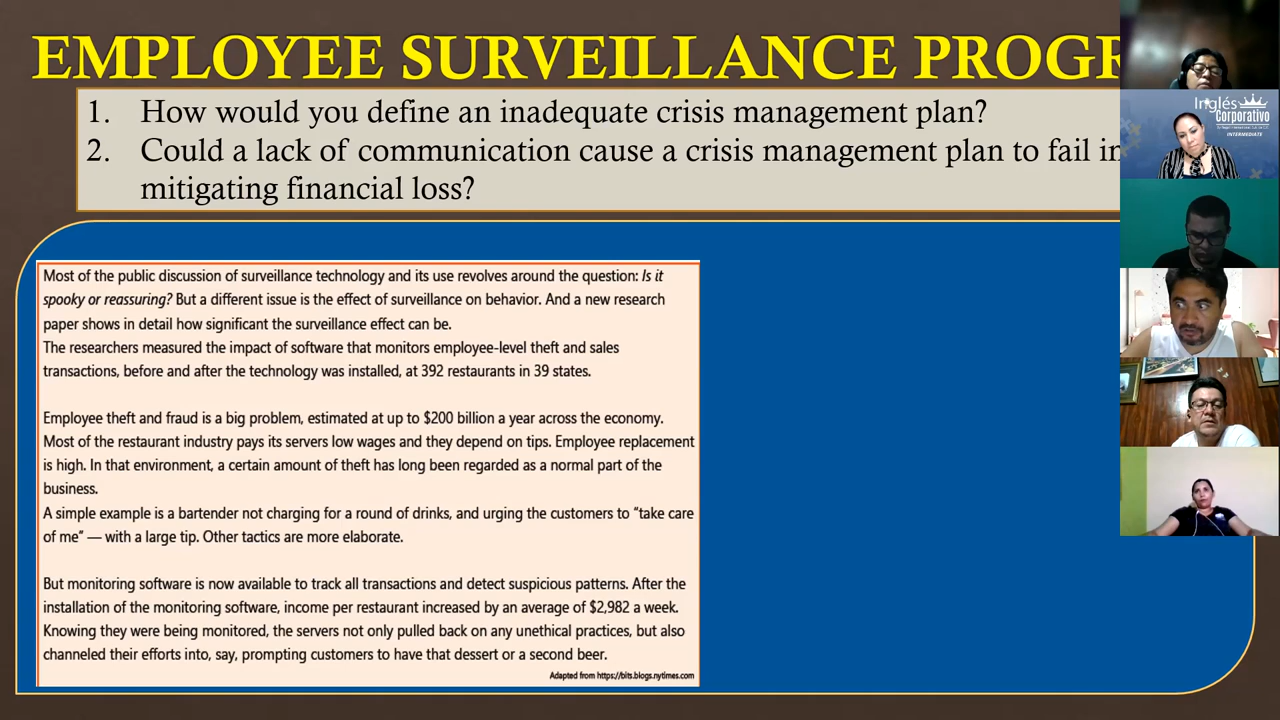 EMPLOYEE SURVEILLANCE PROGR
1. How would you define an inadequate crisis management plan?
2. Could a lack of communication cause a crisis management plan to fail in
mitigating financial loss?
Most of the public discussion of surveillance technology and its use revolves around the question: Is it
spooky or reassuring? But a different issue is the effect of surveillance on behavior. And a new research
paper shows in detail how significant the surveillance effect can be.
The researchers measured the impact of software that monitors employee-level theft and sales
transactions, before and after the technology was installed, at 392 restaurants in 39 states.
Employee theft and fraud is a big problem, estimated at up to $200 billion a year across the economy.
Most of the restaurant industry pays its servers low wages and they depend on tips. Employee replacement
is high. In that environment, a certain amount of theft has long been regarded as a normal part of the
business.
A simple example is a bartender not charging for a round of drinks, and urging the customers to “take care
of me” — with a large tip. Other tactics are more elaborate.
But monitoring software is now available to track all transactions and detect suspicious patterns. After the
installation of the monitoring software, income per restaurant increased by an average of $2,982 a week.
Knowing they were being monitored, the servers not only pulled back on any unethical practices, but also
channeled their efforts into, say, prompting customers to have that dessert or a second beer.
Adapted from https://bits.blogs.nytimes.com
Inglés
Corporativo
INTERMEDIATE